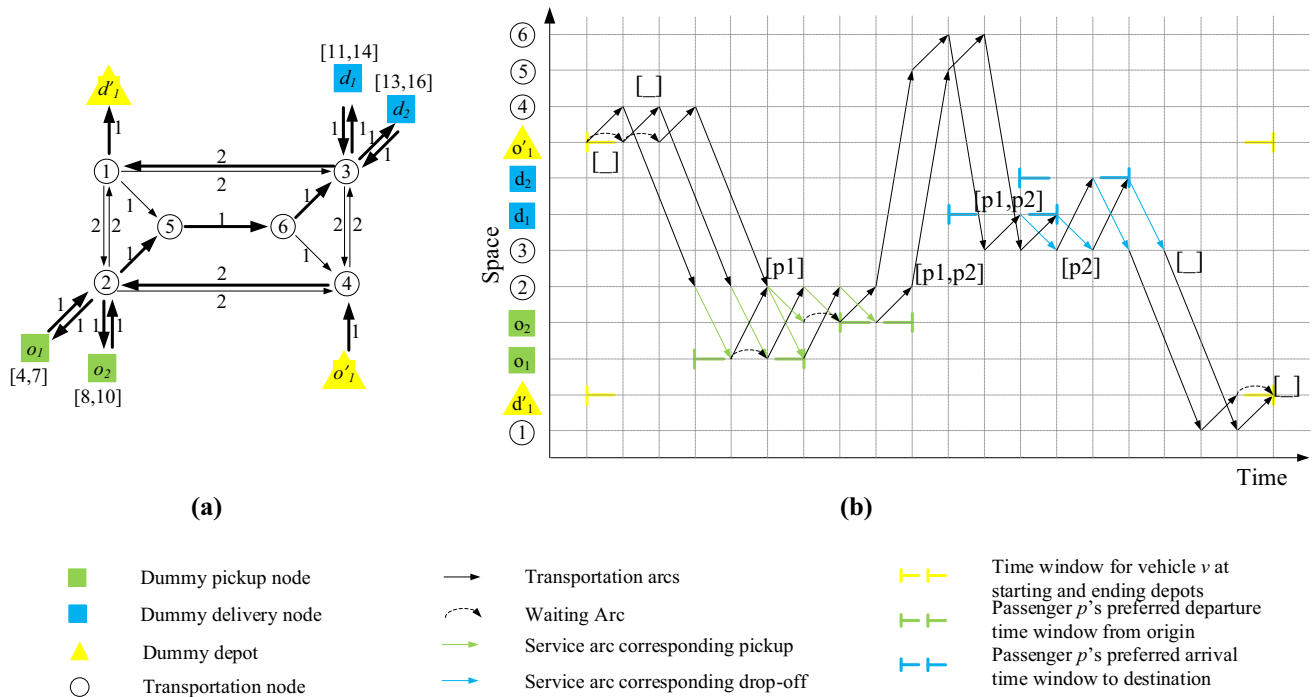 [11,14]
d1
[13,16]
d2
d'1
1
1
1
1
1
2
2
1
3
1
2
2
2
2
1
1
5
6
1
1
2
2
4
2
1
1
1
1
1
o1
[4,7]
o2
[8,10]
o'1
(a)
Space
6
5
4
o'1
d2
d1
3
2
o2
o1
d'1
1
[_]
[_]
[p1]
[p1,p2]
[p1,p2]
[p2]
[_]
[_]
Time
(b)
Dummy pickup node
Dummy delivery node
Dummy depot
Transportation node
Transportation arcs
Waiting Arc
Service arc corresponding pickup
Service arc corresponding drop-off
Time window for vehicle v at
starting and ending depots
Passenger p's preferred departure
time window from origin
Passenger p's preferred arrival
time window to destination